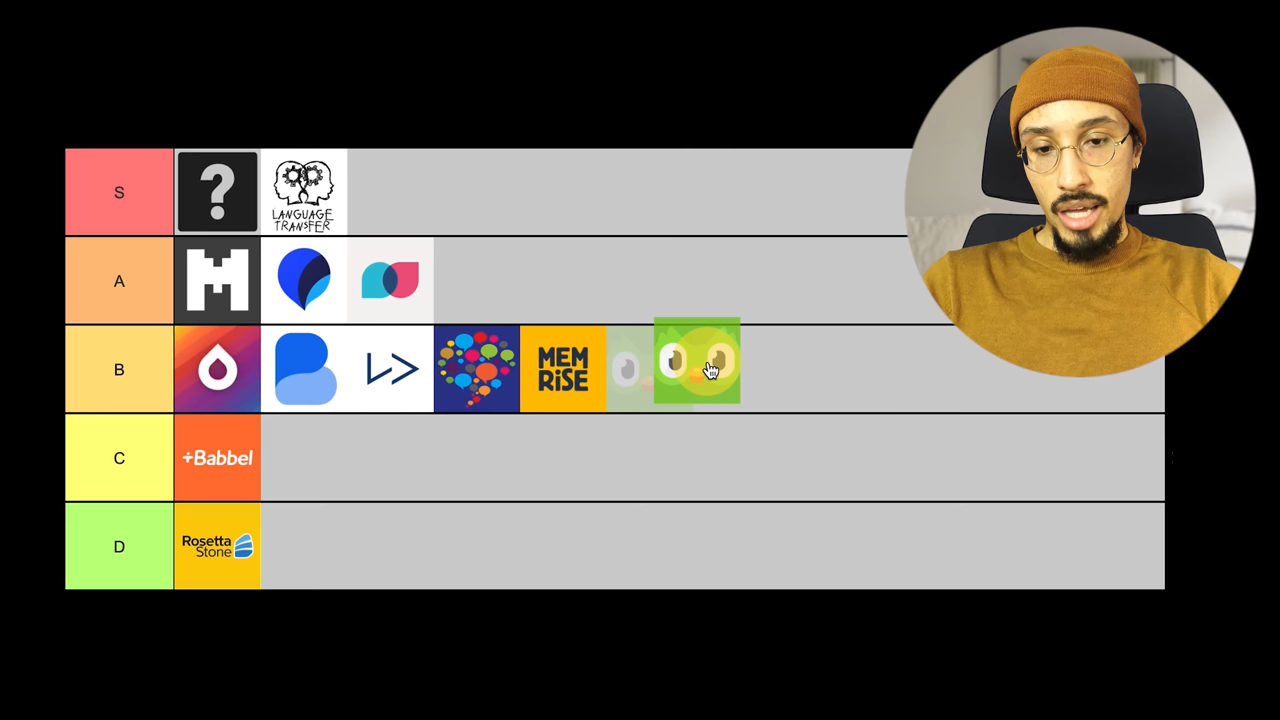 S
?
LANGUAGE
TRANSFER
A
M
B
MEM
RiSE
C
+Babbel
D
Rosetta
Stone